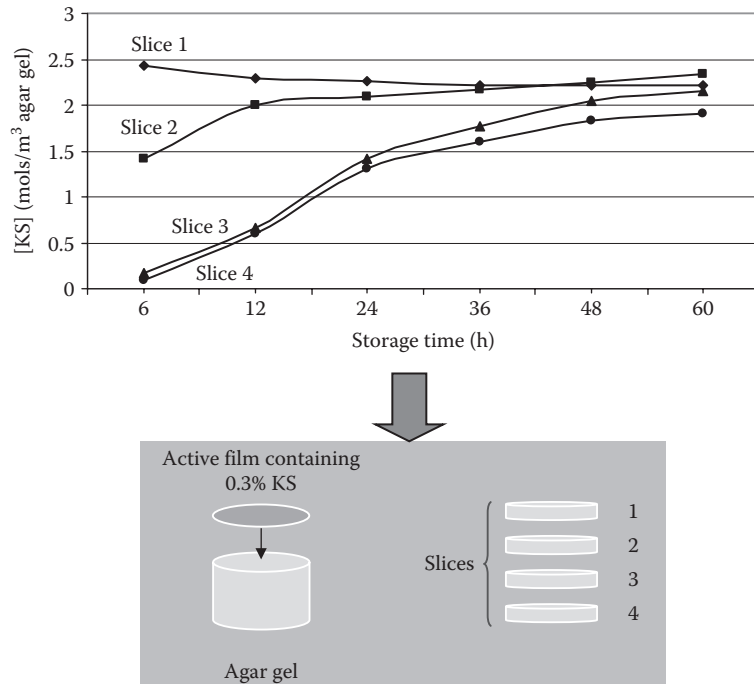 3
2.5
2
1.5
1
0.5
0
[KS] (mols/m³ agar gel)
Slice 1
Slice 2
Slice 3
Slice 4
6 12 24 36 48 60
Storage time (h)
Active film containing
0.3% KS
Agar gel
Slices
1
2
3
4